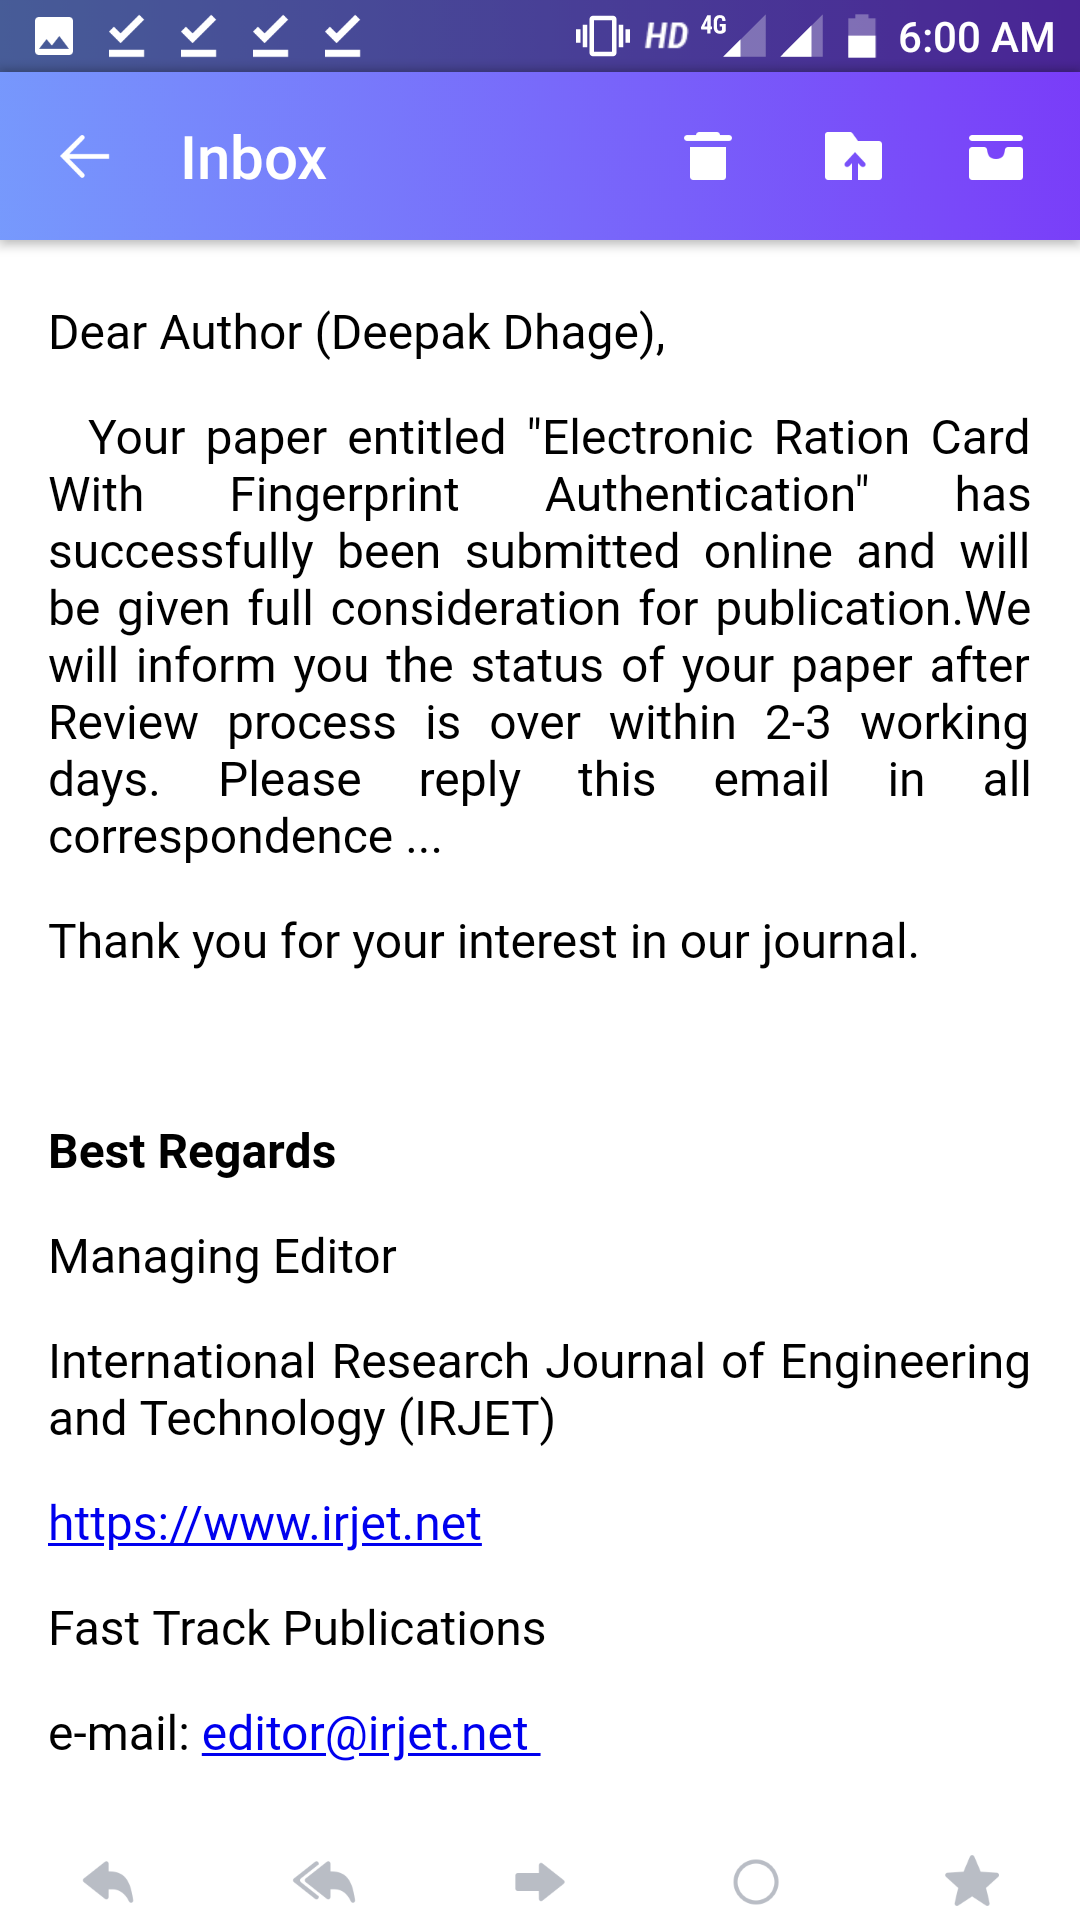 HD 4G 6:00 AM
Inbox
Dear Author (Deepak Dhage),
Your paper entitled "Electronic Ration Card
With Fingerprint Authentication" has
successfully been submitted online and will
be given full consideration for publication.We
will inform you the status of your paper after
Review process is over within 2-3 working
days. Please reply this email in all
correspondence ...
Thank you for your interest in our journal.
Best Regards
Managing Editor
International Research Journal of Engineering
and Technology (IRJET)
https://www.irjet.net
Fast Track Publications
e-mail: editor@irjet.net